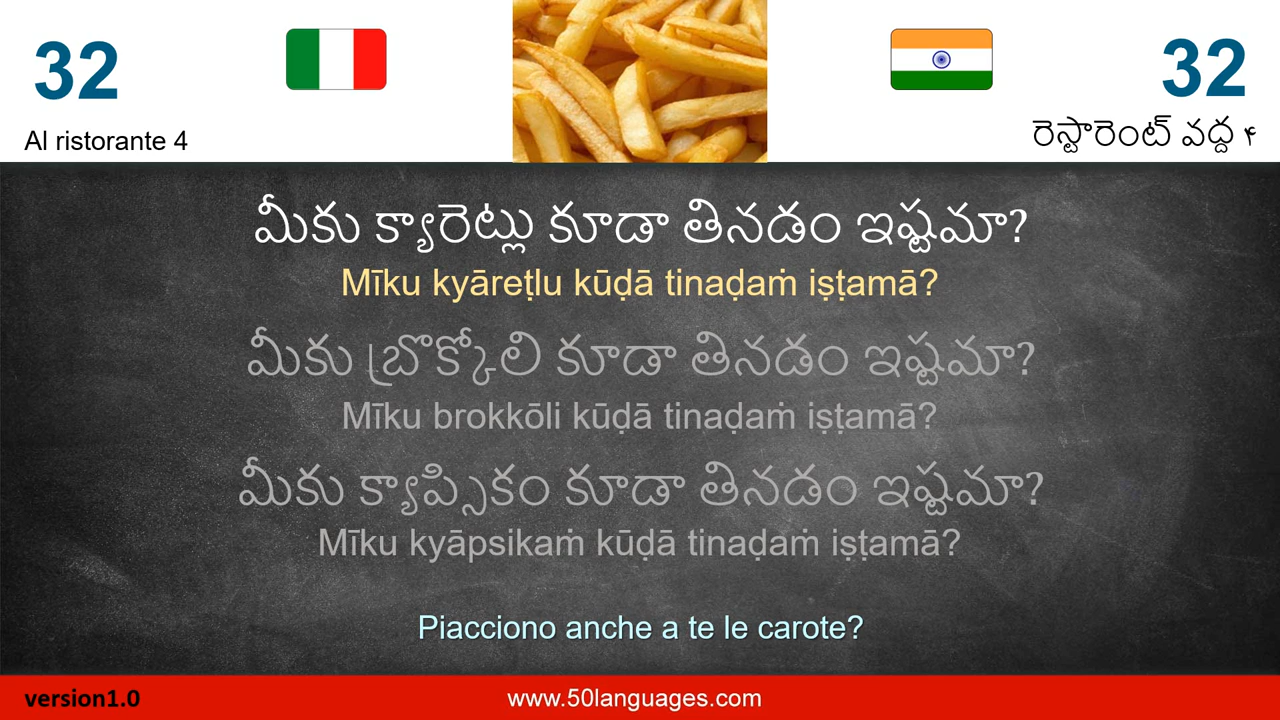 32
32
Al ristorante 4
రెస్టారెంట్ వద్ద ۴
మీకు క్యారెట్లు కూడా తినడం ఇష్టమా?
Mīku kyāreṭlu kūḍā tinaḍaṁ iṣṭamā?
మీకు బ్రొక్కోలి కూడా తినడం ఇష్టమా?
Mīku brokkōli kūḍā tinaḍaṁ iṣṭamā?
మీకు క్యాప్సికం కూడా తినడం ఇష్టమా?
Mīku kyāpsikaṁ kūḍā tinaḍaṁ iṣṭamā?
Piacciono anche a te le carote?
version1.0
www.50languages.com